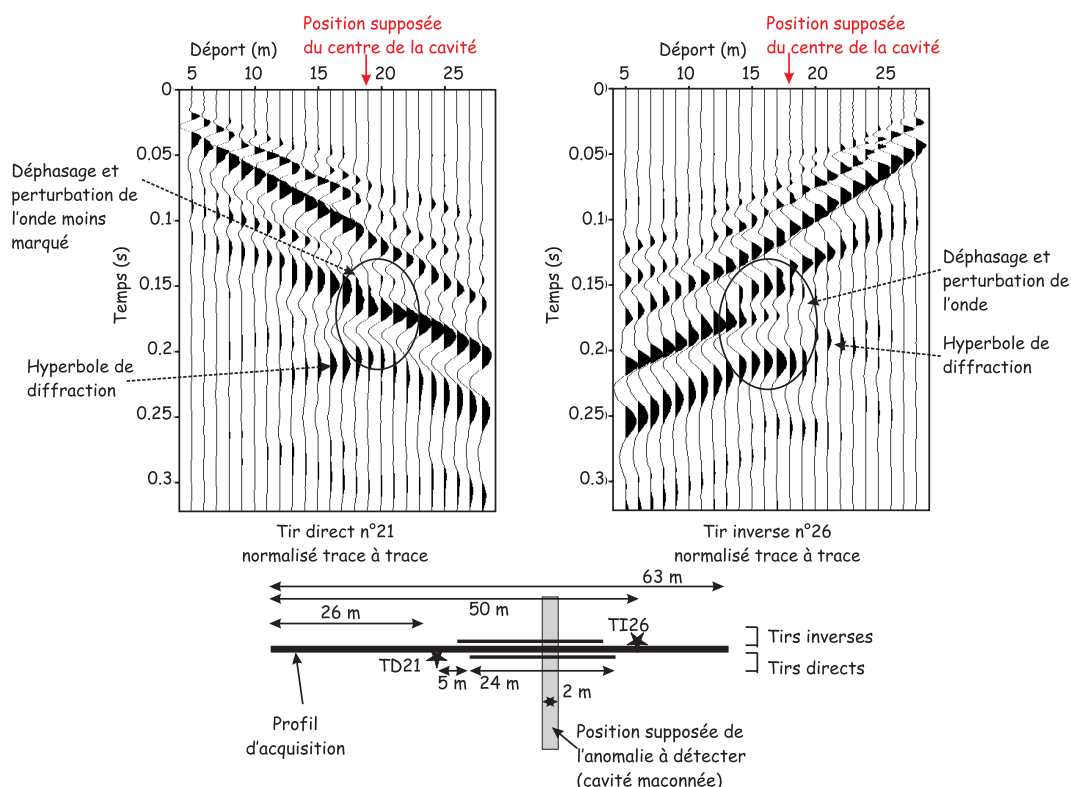 Position supposée
du centre de la cavité
Départ (m)
5 10 15 20 25
0
0.05
0.1
0.15
0.2
0.25
0.3
Temps (s)
Déphasage et
perturbation de
l'onde moins
marqué
Hyperbole de
diffraction
Tir direct n°21
normalisé trace à trace
Position supposée
du centre de la cavité
Départ (m)
5 10 15 20 25
0
0.05
0.1
0.15
0.2
0.25
0.3
Temps (s)
Déphasage et
perturbation de
l'onde
Hyperbole de
diffraction
Tir inverse n°26
normalisé trace à trace
63 m
50 m
26 m
TI26
Tirs inverses
TD21
Tirs directs
5 m
24 m
2 m
Profil
d'acquisition
Position supposée de
l'anomalie à détecter
(cavité maconnée)